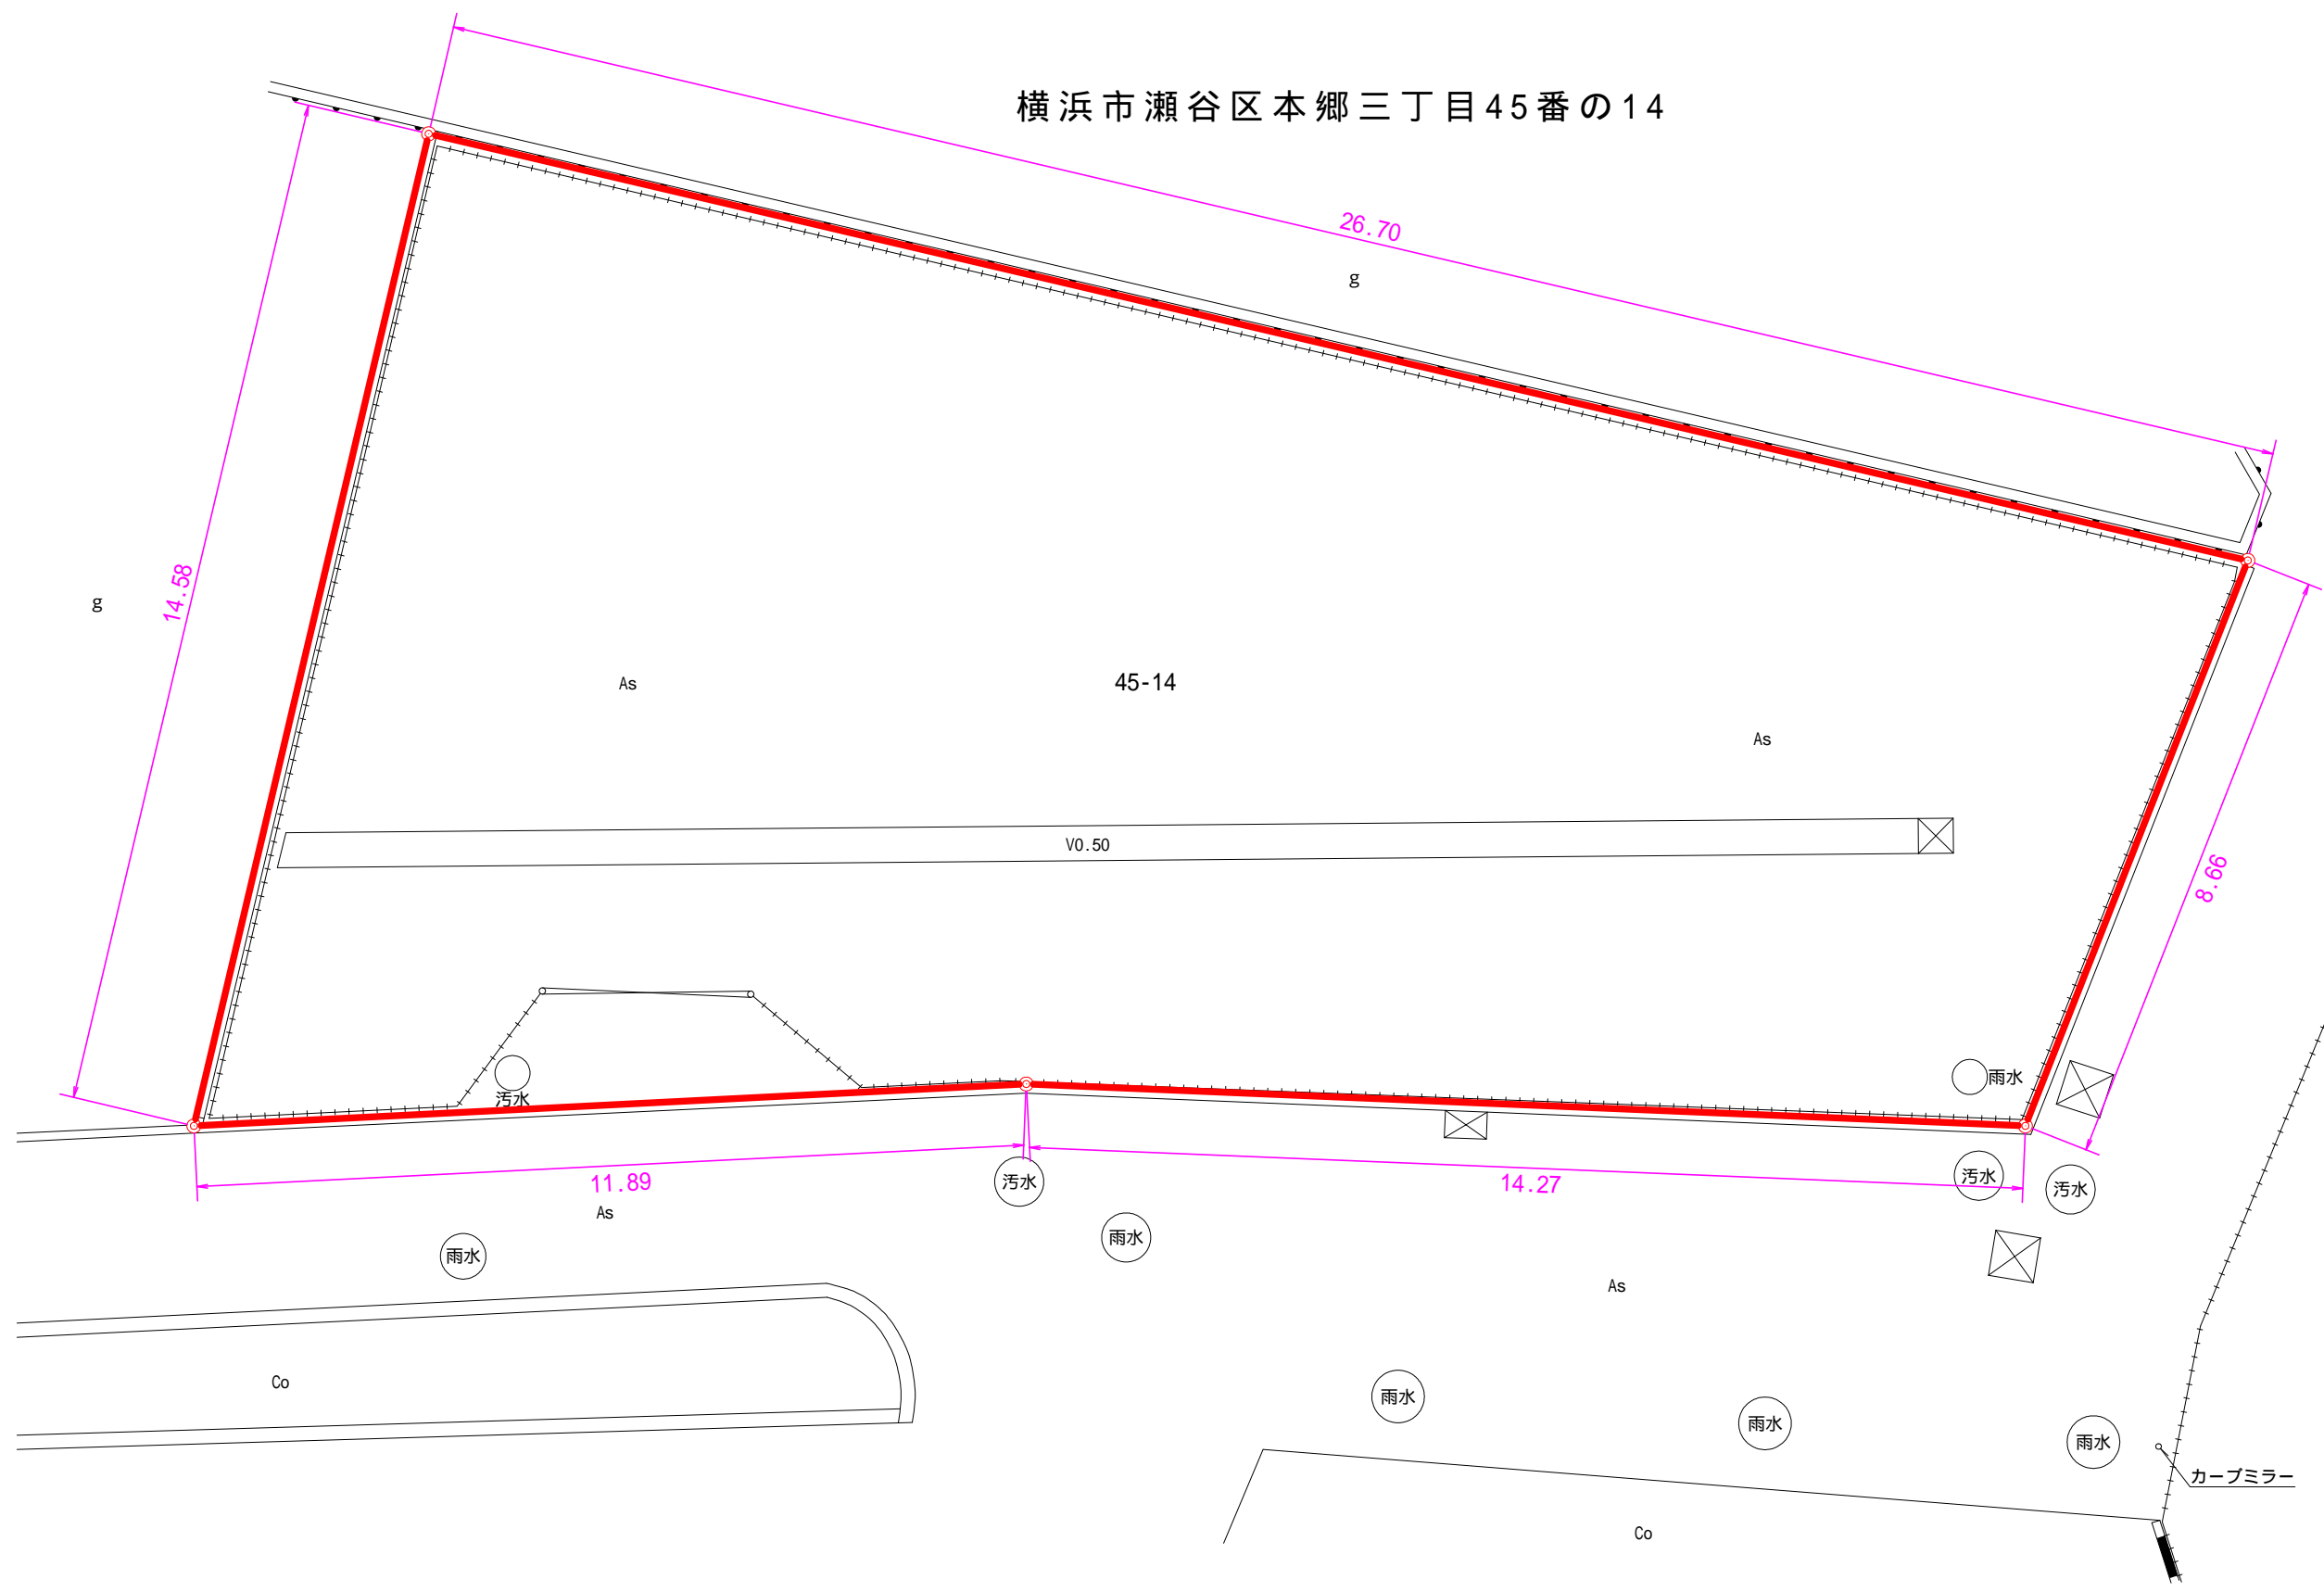 横浜市瀬谷区本郷三丁目45番の14
26.70
g
14.58
g
As
45-14
As
V0.50
8.66
雨水
汚水
11.89
汚水
14.27
汚水
汚水
As
雨水
雨水
As
Co
雨水
雨水
雨水
カーブミラー
Co